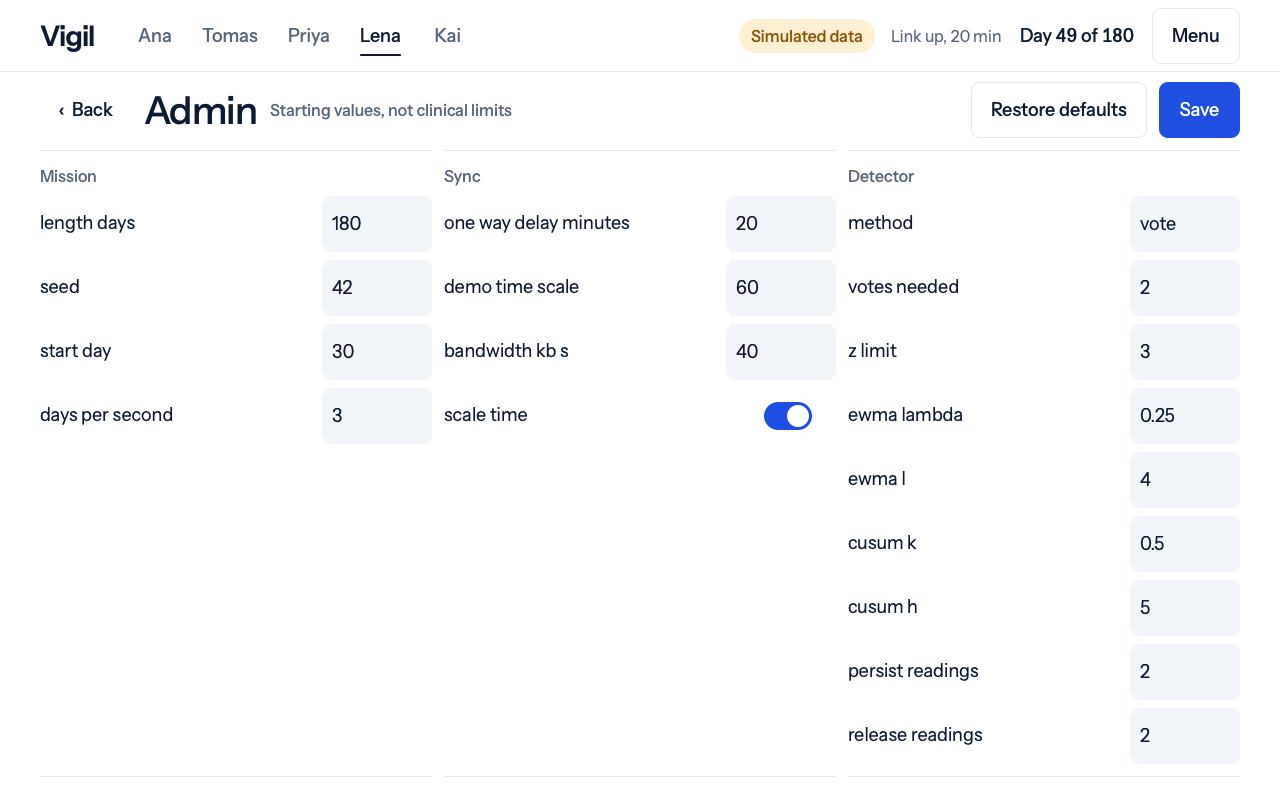 Vigil Ana Tomas Priya Lena Kai Simulated data Link up, 20 min Day 49 of 180 Menu
‹ Back Admin Starting values, not clinical limits Restore defaults Save
Mission
length days 180
seed 42
start day 30
days per second 3
Sync
one way delay minutes 20
demo time scale 60
bandwidth kb s 40
scale time
Detector
method vote
votes needed 2
z limit 3
ewma lambda 0.25
ewma l 4
cusum k 0.5
cusum h 5
persist readings 2
release readings 2